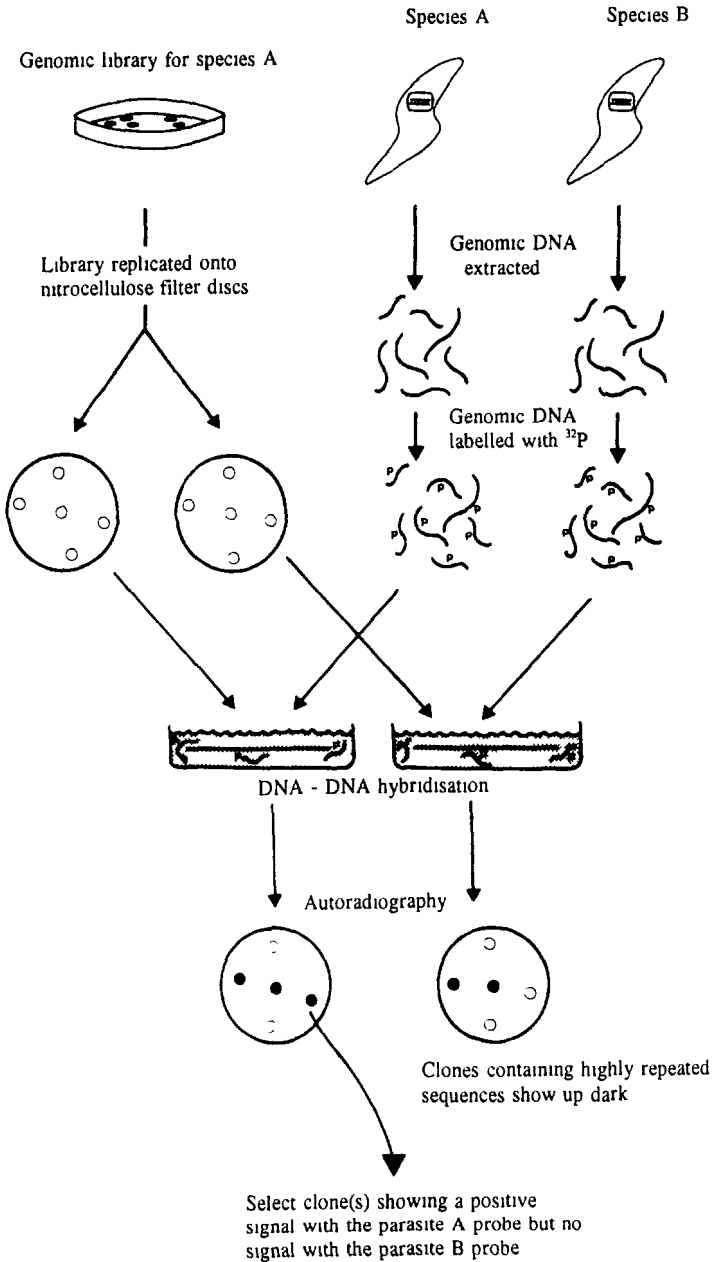 Species A
Species B
Genomic library for species A
Genomic DNA
extracted
Library replicated onto
nitrocellulose filter discs
Genomic DNA
labelled with ³²P
P
P
P
P
P
P
P
P
P
P
P
P
P
P
DNA - DNA hybridisation
Autoradiography
Clones containing highly repeated
sequences show up dark
Select clone(s) showing a positive
signal with the parasite A probe but no
signal with the parasite B probe